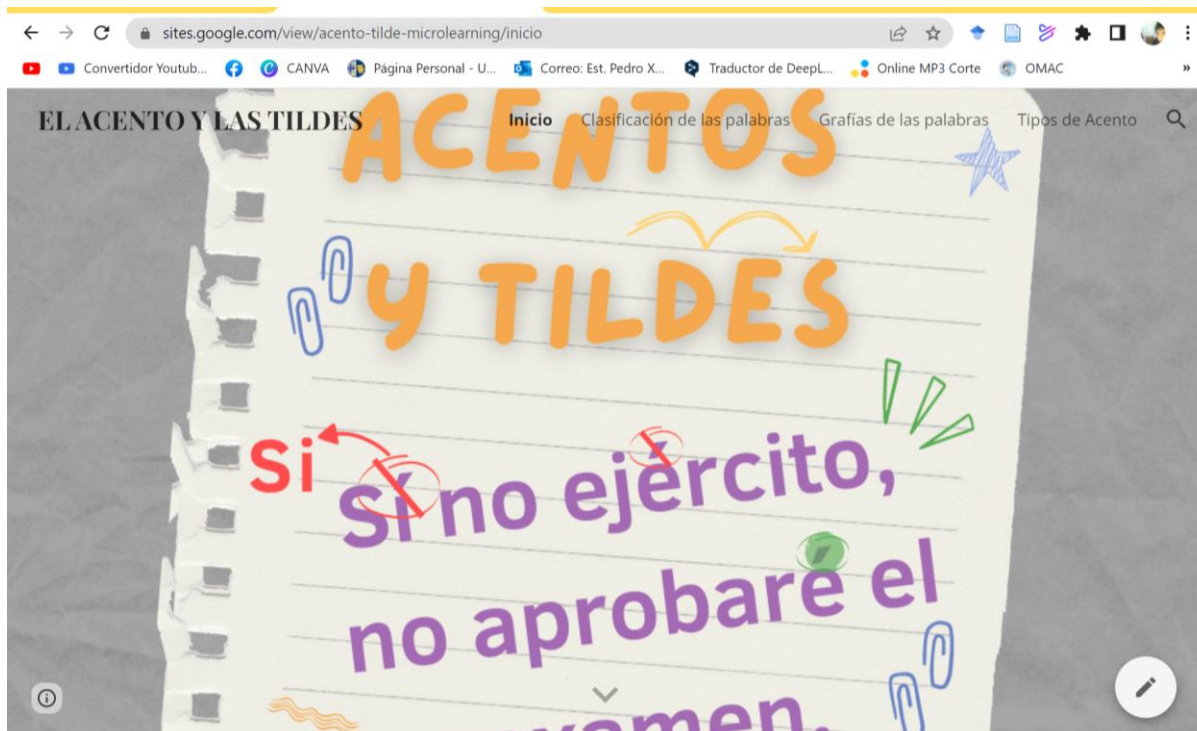 sites.google.com/view/acento-tilde-microlearning/inicio
Convertidor Youtub... CANVA Página Personal - U... Correo: Est. Pedro X... Traductor de DeepL... Online MP3 Corte OMAC »
EL ACENTO Y LAS TILDES Inicio Clasificación de las palabras Grafías de las palabras Tipos de Acento
ACENTOS
Y TILDES
Si
Sí no ejército,
no aprobaré el
examen.